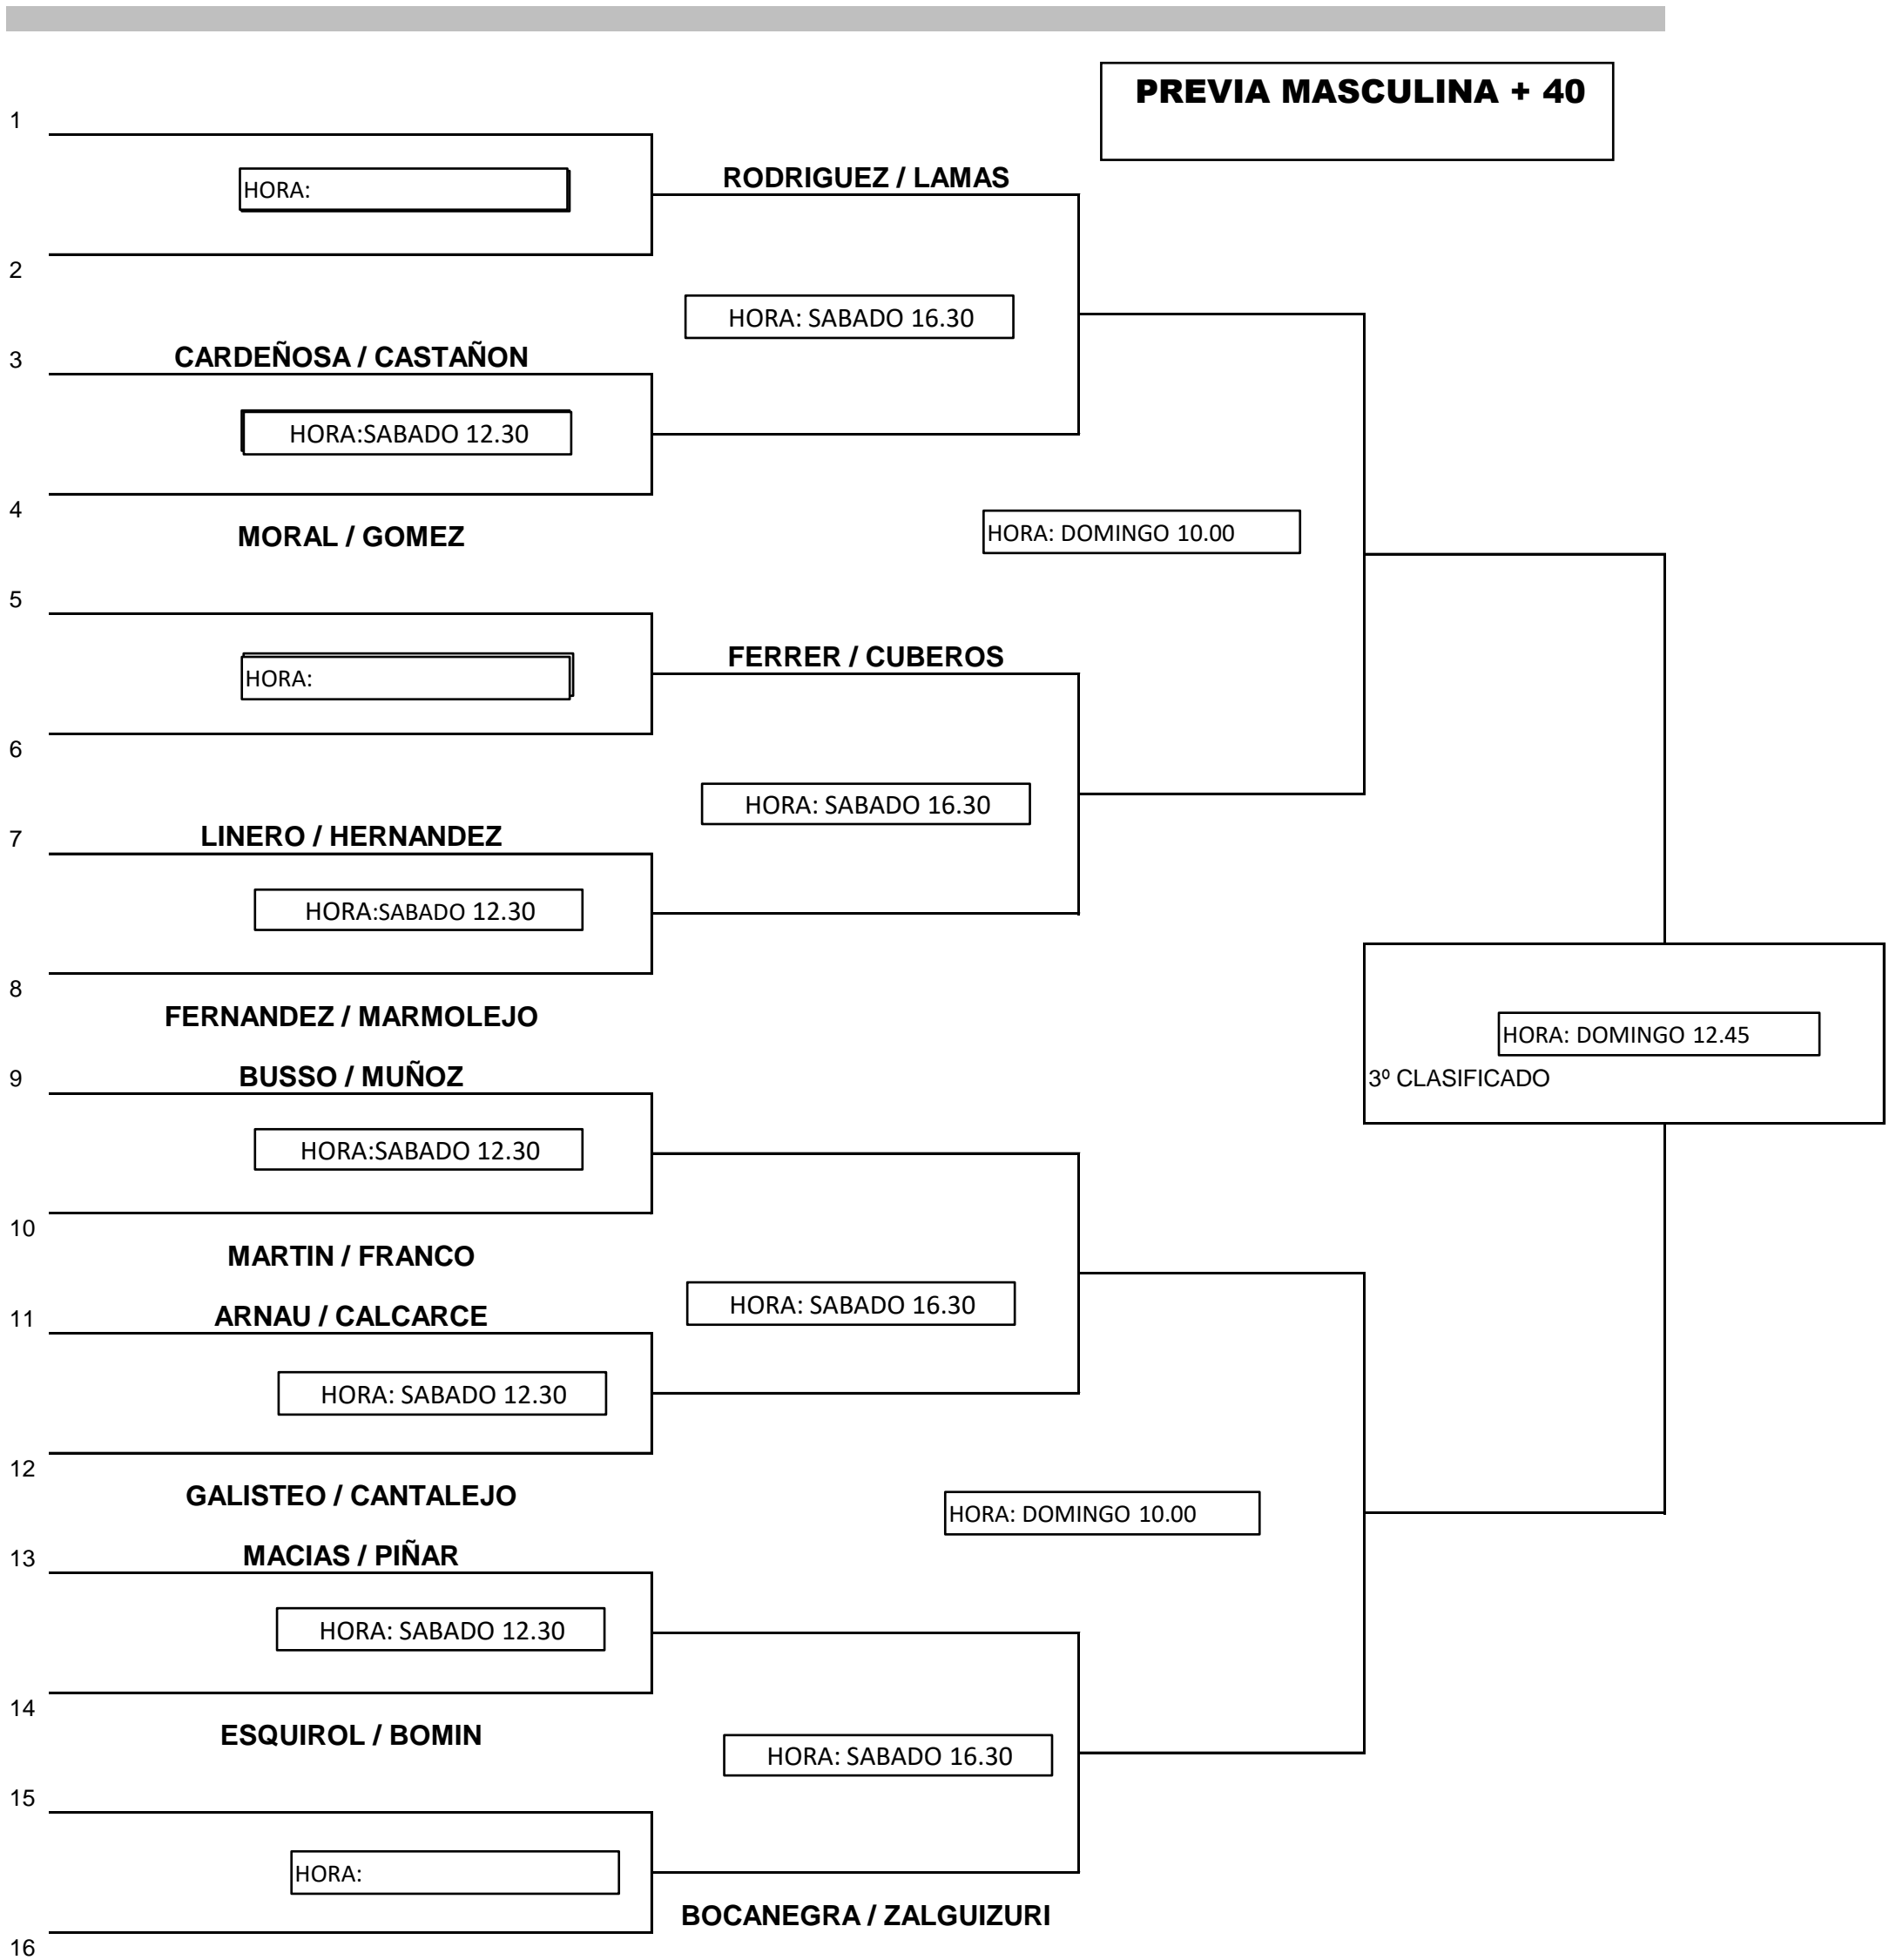 PREVIA MASCULINA + 40
1
HORA:
RODRIGUEZ / LAMAS
2
HORA: SABADO 16.30
3
CARDEÑOSA / CASTAÑON
HORA:SABADO 12.30
4
MORAL / GOMEZ
HORA: DOMINGO 10.00
5
HORA:
FERRER / CUBEROS
6
HORA: SABADO 16.30
7
LINERO / HERNANDEZ
HORA:SABADO 12.30
8
FERNANDEZ / MARMOLEJO
HORA: DOMINGO 12.45
3º CLASIFICADO
9
BUSSO / MUÑOZ
HORA:SABADO 12.30
10
MARTIN / FRANCO
HORA: SABADO 16.30
11
ARNAU / CALCARCE
HORA: SABADO 12.30
12
GALISTEO / CANTALEJO
HORA: DOMINGO 10.00
13
MACIAS / PIÑAR
HORA: SABADO 12.30
14
ESQUIROL / BOMIN
HORA: SABADO 16.30
15
HORA:
BOCANEGRA / ZALGUIZURI
16